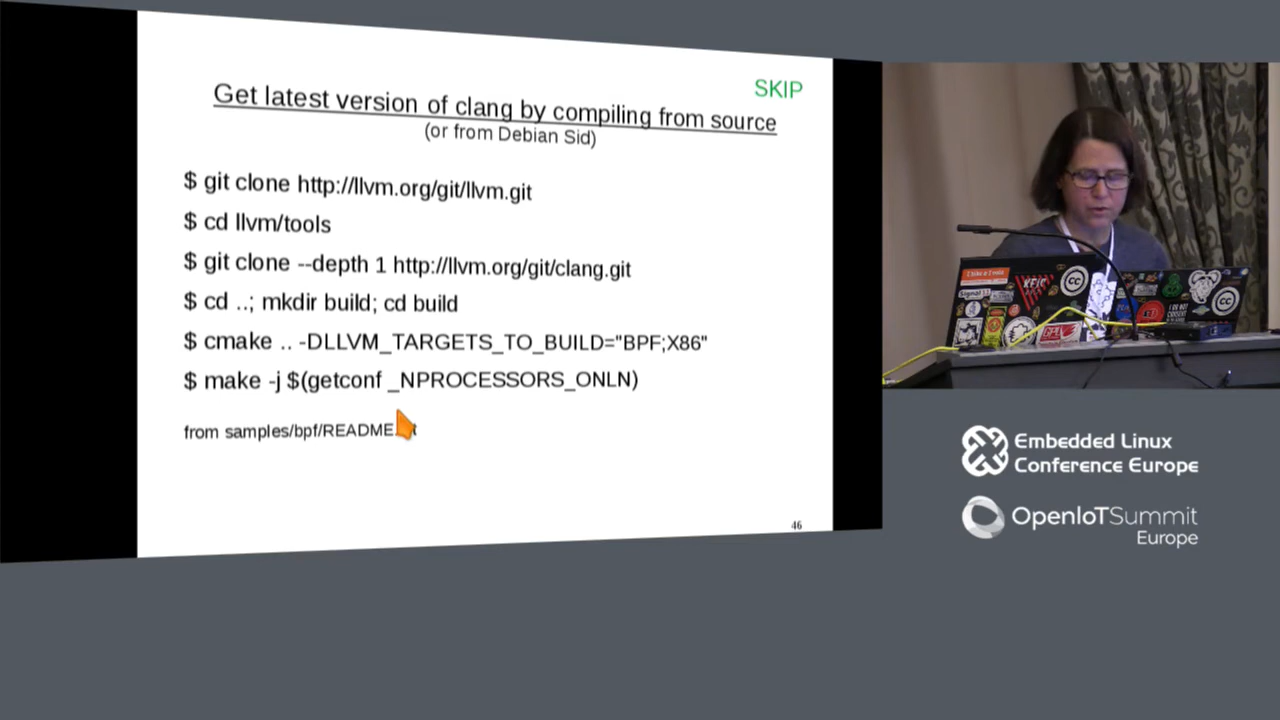 SKIP
Get latest version of clang by compiling from source
(or from Debian Sid)
$ git clone http://llvm.org/git/llvm.git
$ cd llvm/tools
$ git clone --depth 1 http://llvm.org/git/clang.git
$ cd ..; mkdir build; cd build
$ cmake .. -DLLVM_TARGETS_TO_BUILD="BPF;X86"
$ make -j $(getconf _NPROCESSORS_ONLN)
from samples/bpf/README
46
Embedded Linux
Conference Europe
OpenIoTSummit
Europe